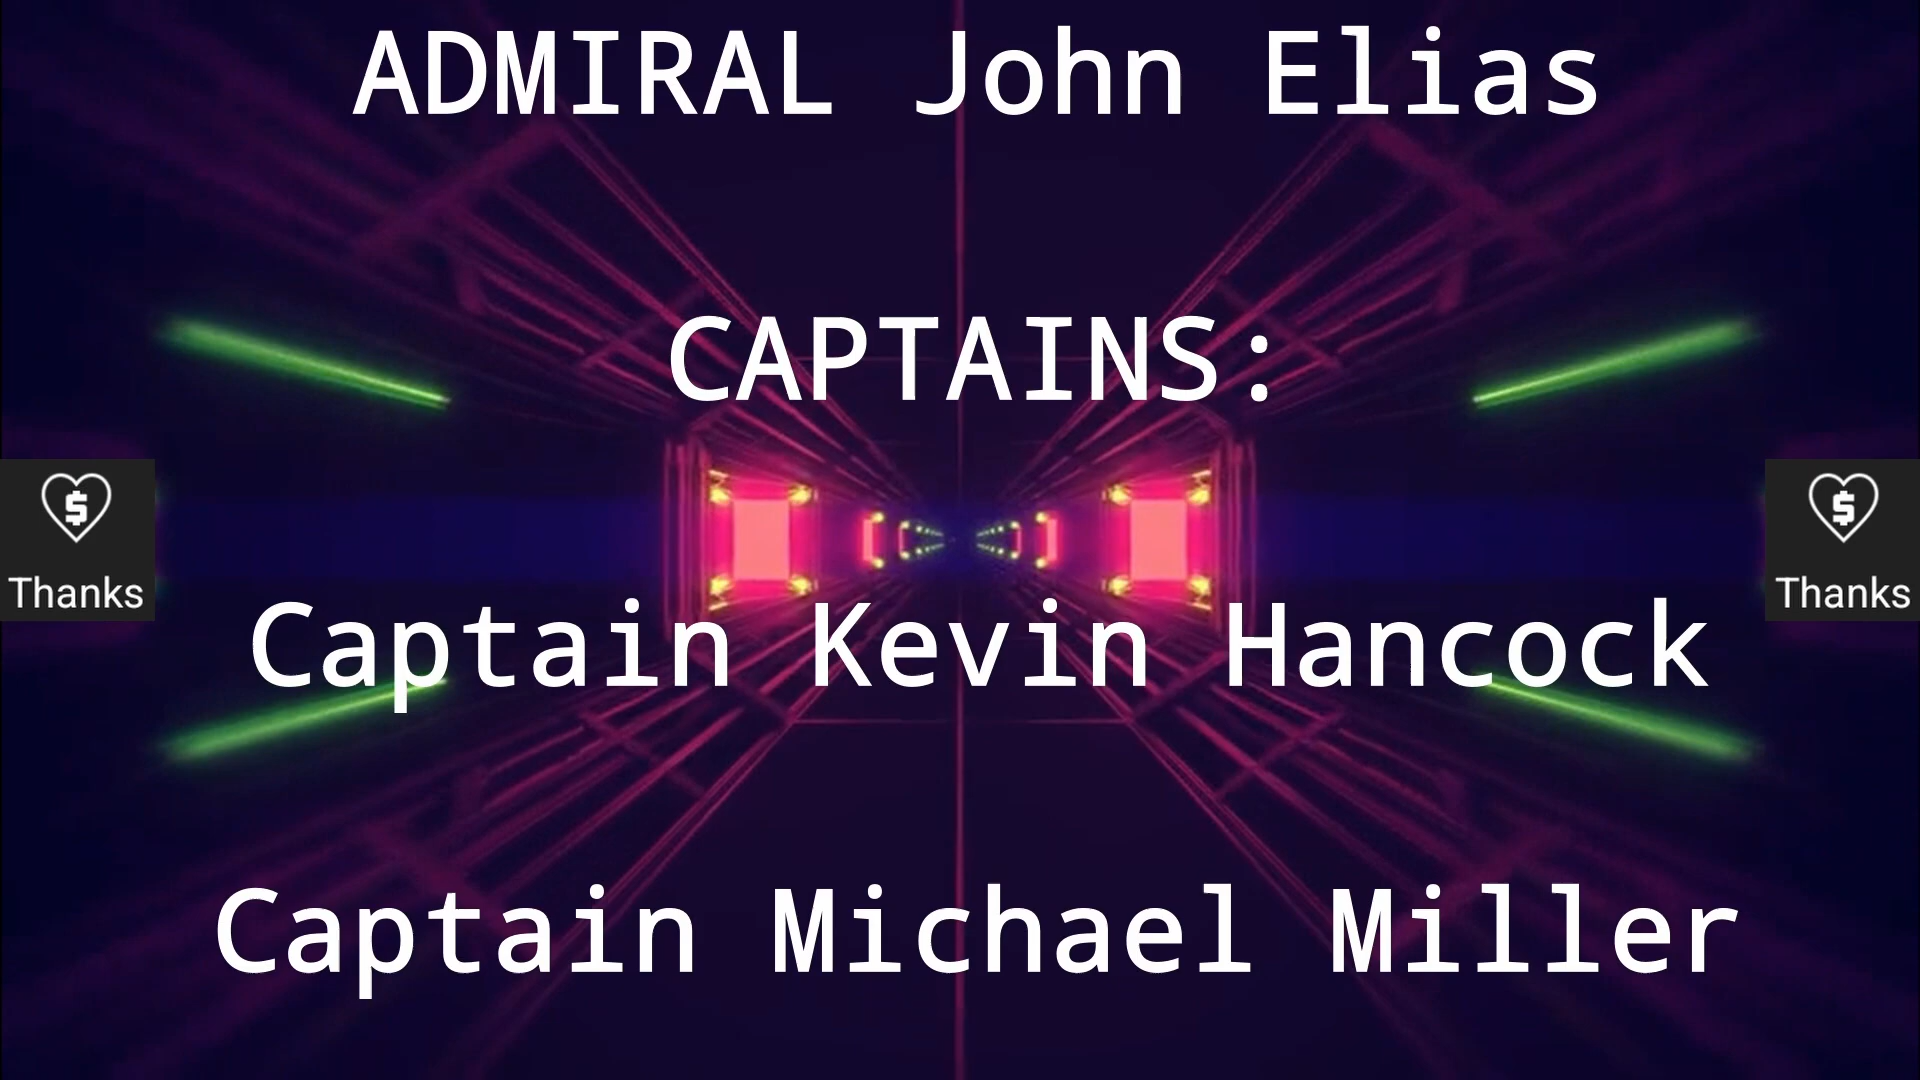 ADMIRAL John Elias
CAPTAINS:
$
Thanks
$
Thanks
Captain Kevin Hancock
Captain Michael Miller